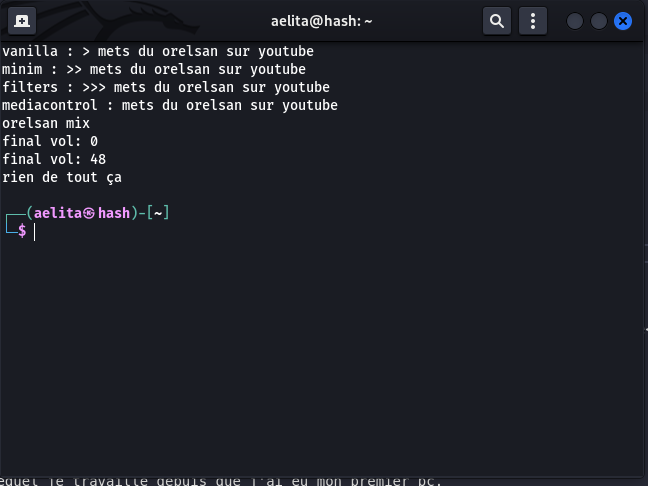 aelita@hash: ~
vanilla : > mets du orelsan sur youtube
minim : >> mets du orelsan sur youtube
filters : >>> mets du orelsan sur youtube
mediacontrol : mets du orelsan sur youtube
orelsan mix
final vol: 0
final vol: 48
rien de tout ça
┌──(aelita㉿hash)-[~]
└─$
equel je travaille depuis que j'ai eu mon premier pc.